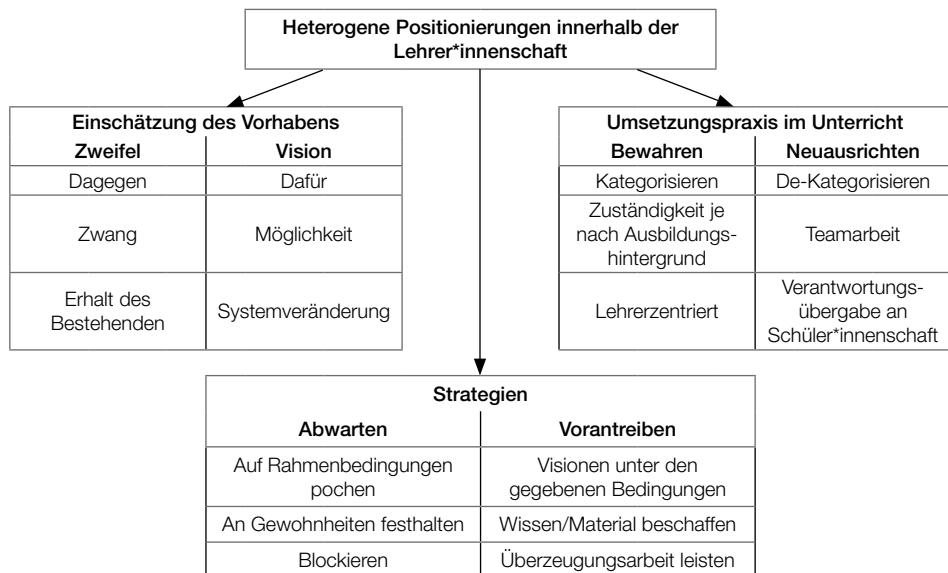 Heterogene Positionierungen innerhalb der
Lehrer*innenschaft
Einschätzung des Vorhabens
Zweifel Vision
Dagegen Dafür
Zwang Möglichkeit
Erhalt des
Bestehenden
Systemveränderung
Umsetzungspraxis im Unterricht
Bewahren Neuausrichten
Kategorisieren De-Kategorisieren
Zuständigkeit je
nach Ausbildungs-
hintergrund
Teamarbeit
Lehrerzentriert
Verantwortungs-
übergabe an
Schüler*innenschaft
Strategien
Abwarten Vorantreiben
Auf Rahmenbedingungen
pochen
Visionen unter den
gegebenen Bedingungen
An Gewohnheiten festhalten Wissen/Material beschaffen
Blockieren Überzeugungsarbeit leisten